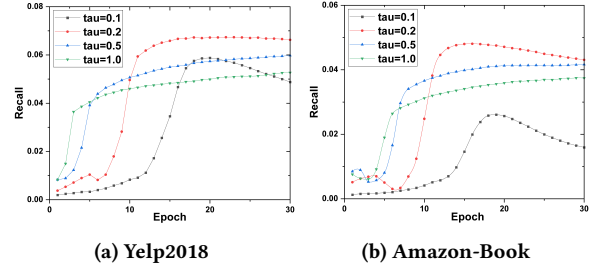 tau=0.1
tau=0.2
tau=0.5
tau=1.0
Recall
0.08
0.06
0.04
0.02
0.00
0
10
20
30
Epoch
(a) Yelp2018
tau=0.1
tau=0.2
tau=0.5
tau=1.0
Recall
0.06
0.04
0.02
0.00
0
10
20
30
Epoch
(b) Amazon-Book